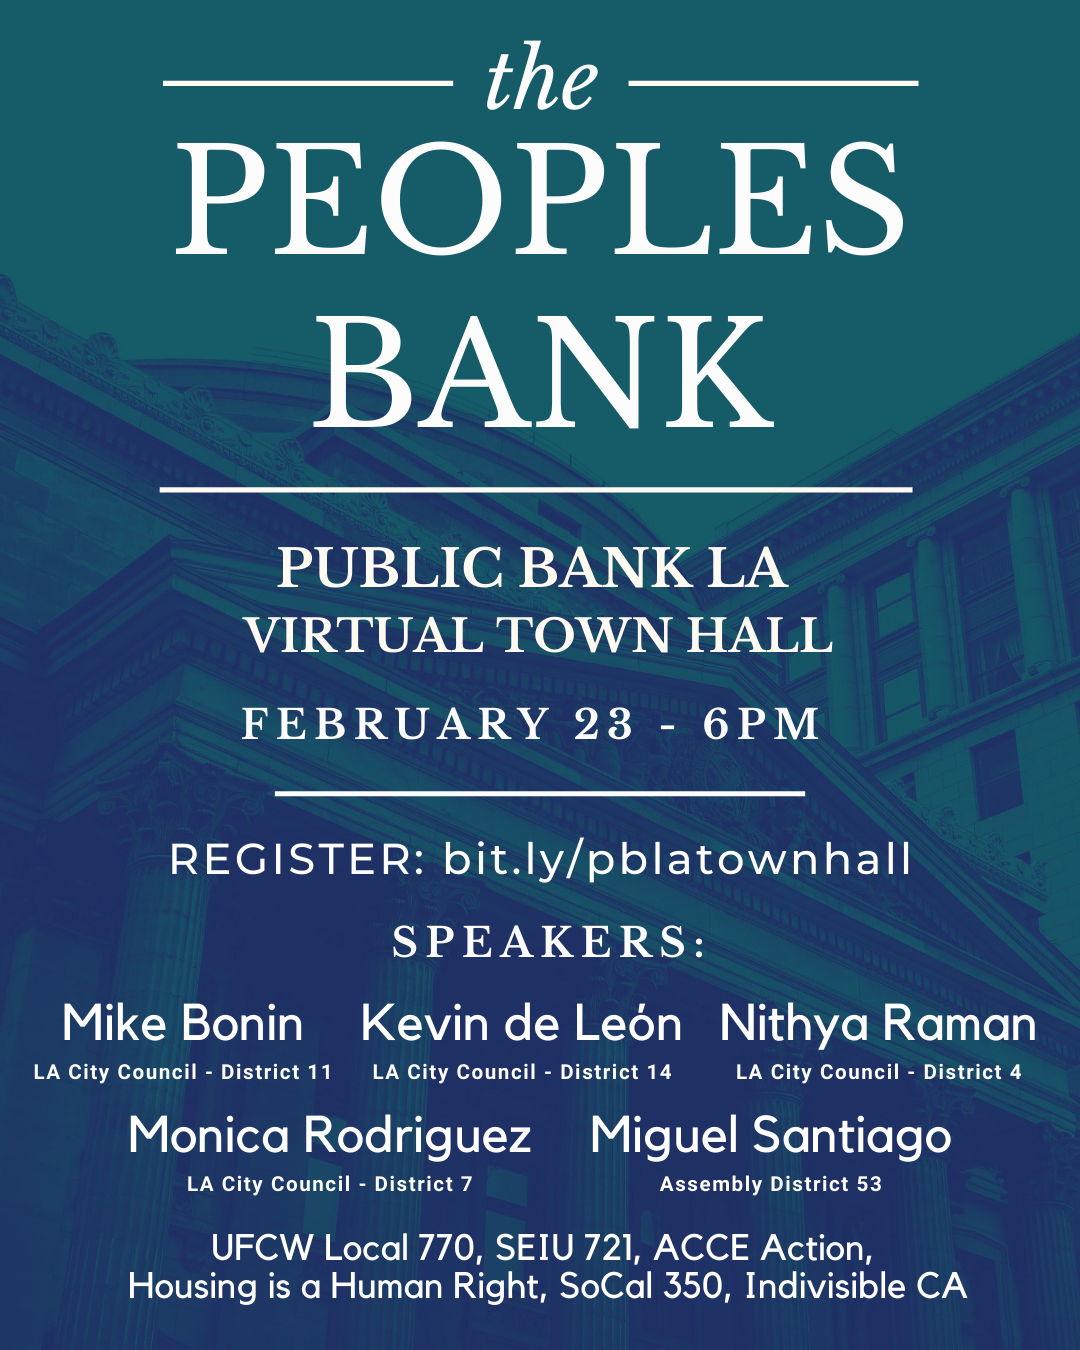 the
PEOPLES
BANK
PUBLIC BANK LA
VIRTUAL TOWN HALL
FEBRUARY 23 - 6PM
REGISTER: bit.ly/pblatownhall
SPEAKERS:
Mike Bonin Kevin de León Nithya Raman
LA City Council - District 11 LA City Council - District 14 LA City Council - District 4
Monica Rodriguez Miguel Santiago
LA City Council - District 7 Assembly District 53
UFCW Local 770, SEIU 721, ACCE Action,
Housing is a Human Right, SoCal 350, Indivisible CA